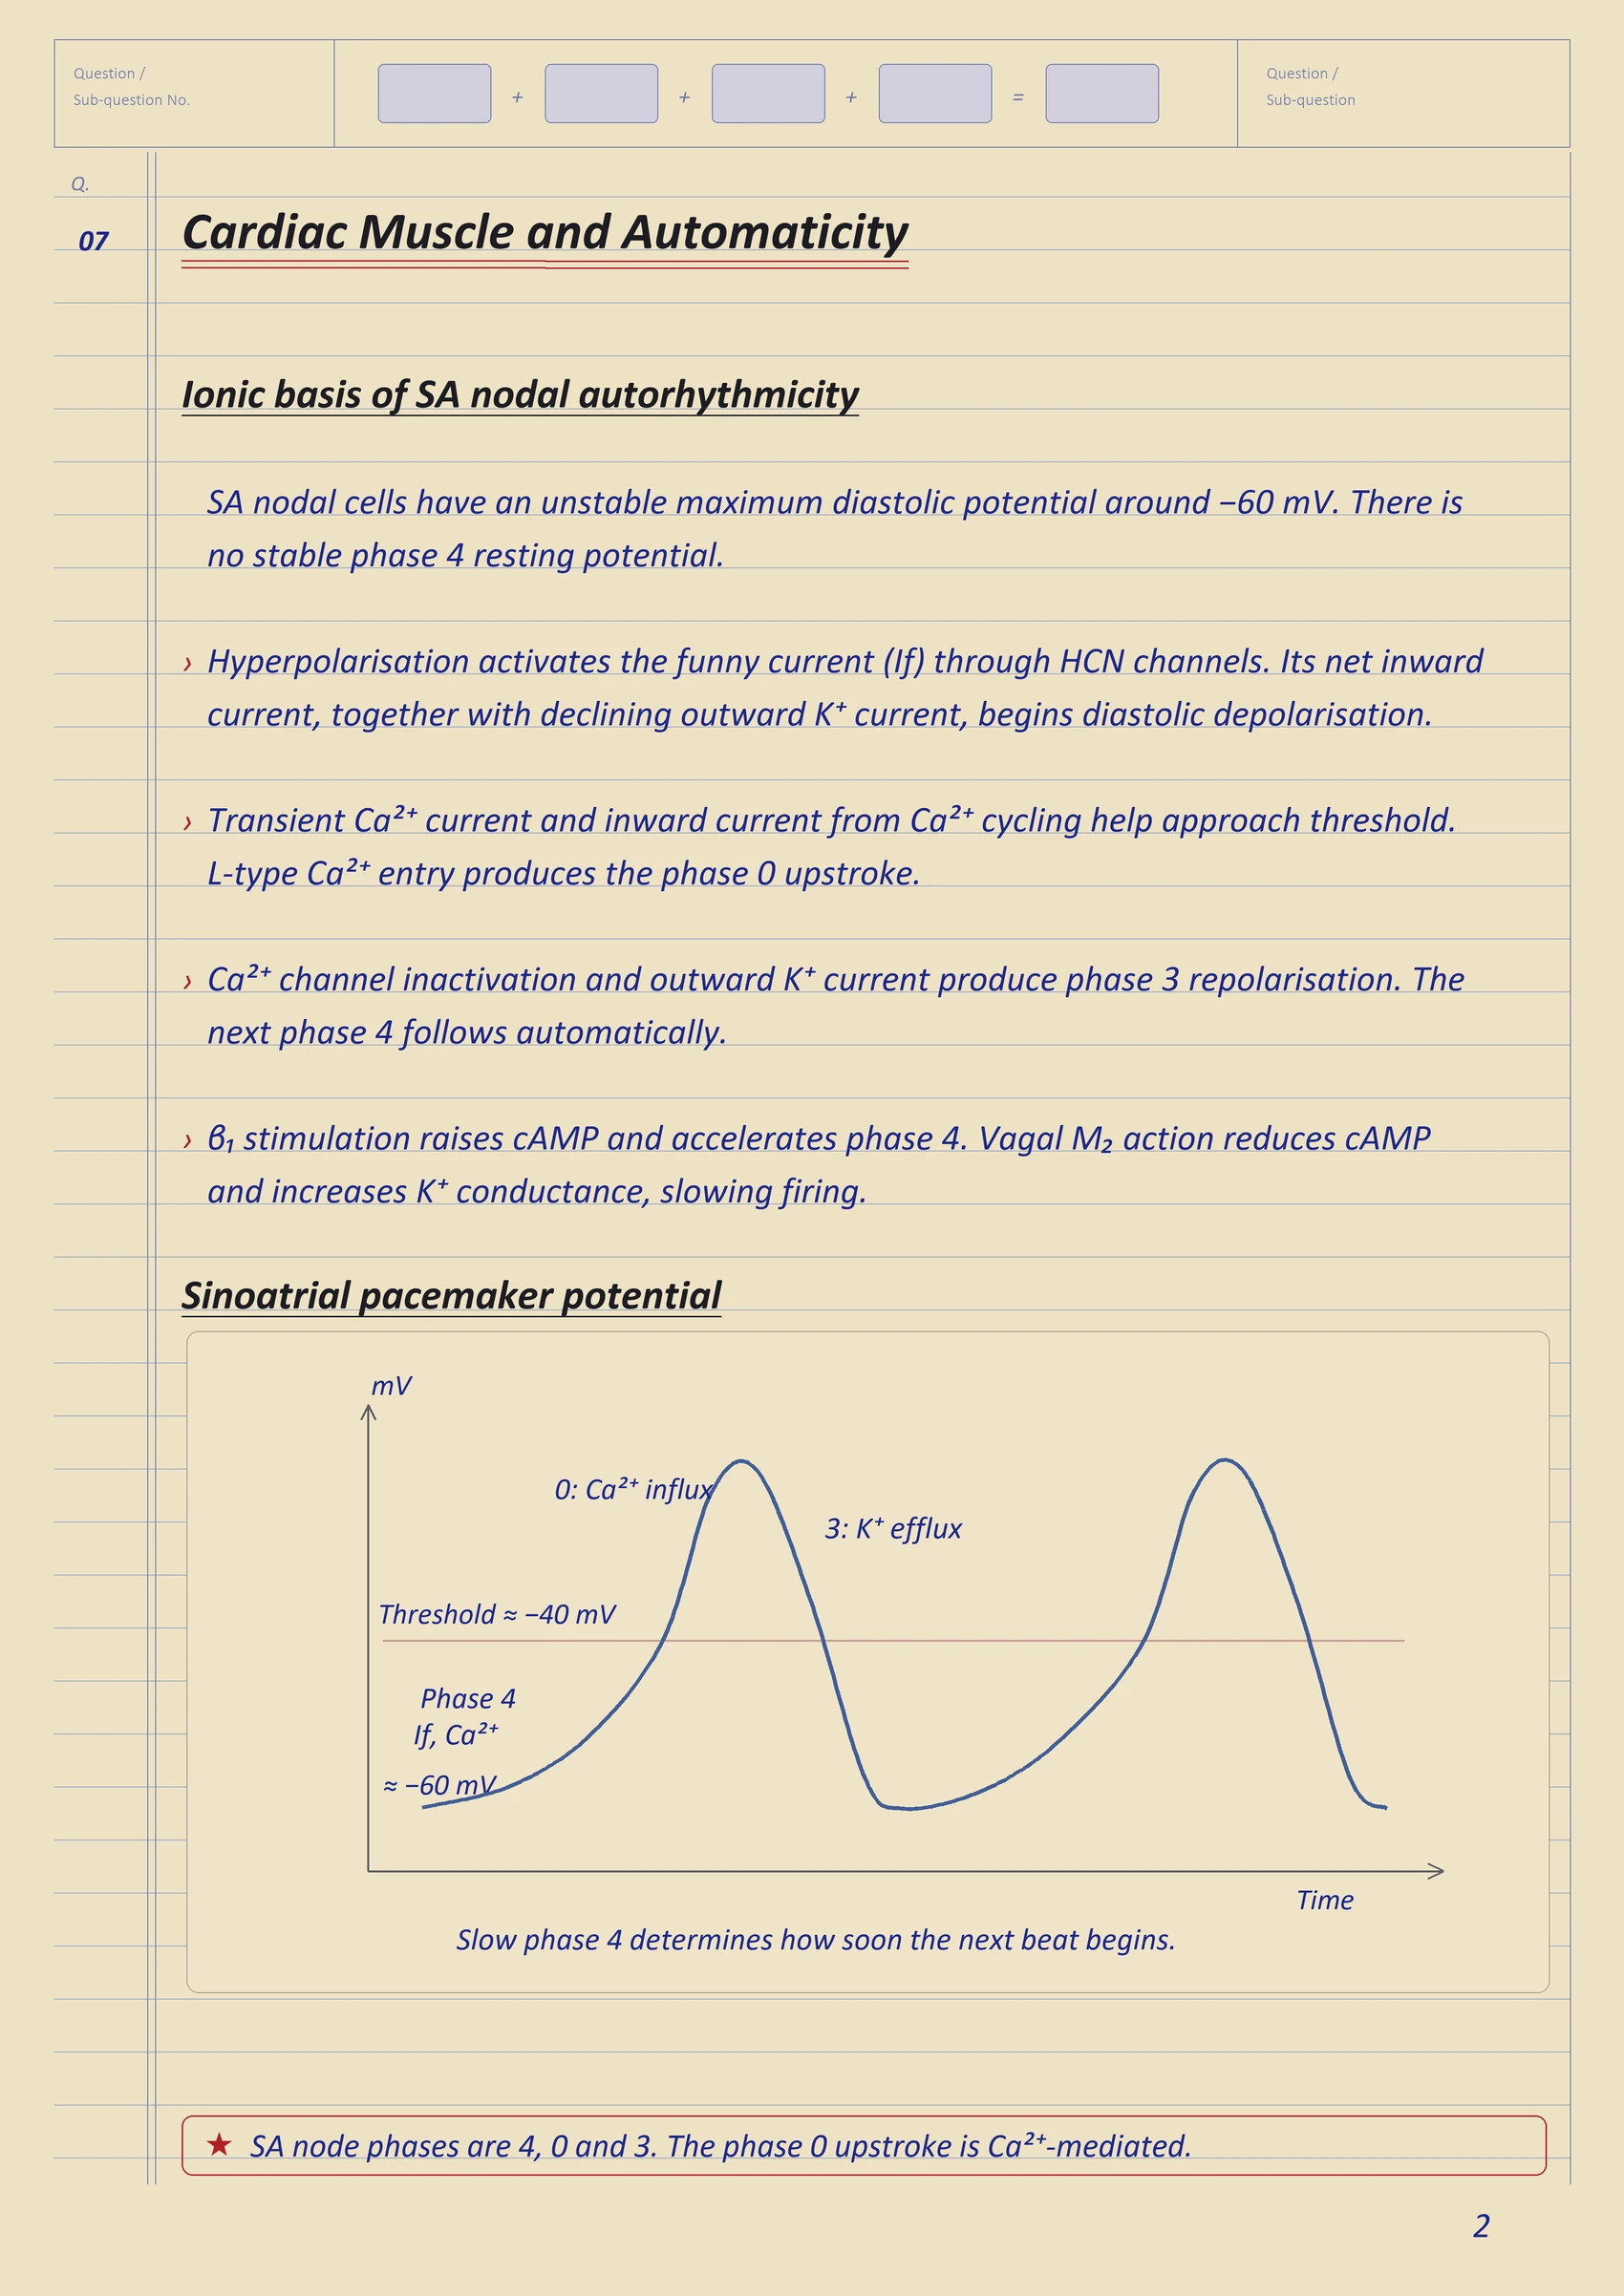 Question /
Sub-question No.
+ + + =
Question /
Sub-question
Q.
07
Cardiac Muscle and Automaticity
Ionic basis of SA nodal autorhythmicity
SA nodal cells have an unstable maximum diastolic potential around −60 mV. There is
no stable phase 4 resting potential.
› Hyperpolarisation activates the funny current (If) through HCN channels. Its net inward
current, together with declining outward K⁺ current, begins diastolic depolarisation.
› Transient Ca²⁺ current and inward current from Ca²⁺ cycling help approach threshold.
L-type Ca²⁺ entry produces the phase 0 upstroke.
› Ca²⁺ channel inactivation and outward K⁺ current produce phase 3 repolarisation. The
next phase 4 follows automatically.
› β₁ stimulation raises cAMP and accelerates phase 4. Vagal M₂ action reduces cAMP
and increases K⁺ conductance, slowing firing.
Sinoatrial pacemaker potential
mV
0: Ca²⁺ influx
3: K⁺ efflux
Threshold ≈ −40 mV
Phase 4
If, Ca²⁺
≈ −60 mV
Time
Slow phase 4 determines how soon the next beat begins.
★ SA node phases are 4, 0 and 3. The phase 0 upstroke is Ca²⁺-mediated.
2